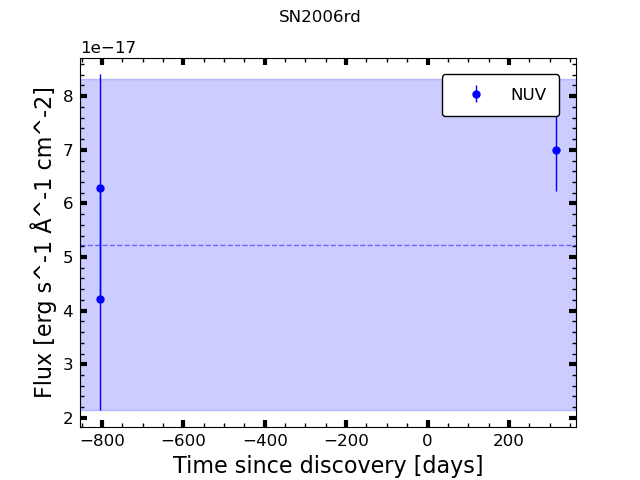 SN2006rd
1e−17
NUV
8
7
6
5
4
3
2
Flux [erg s^-1 Å^-1 cm^-2]
−800 −600 −400 −200 0 200
Time since discovery [days]